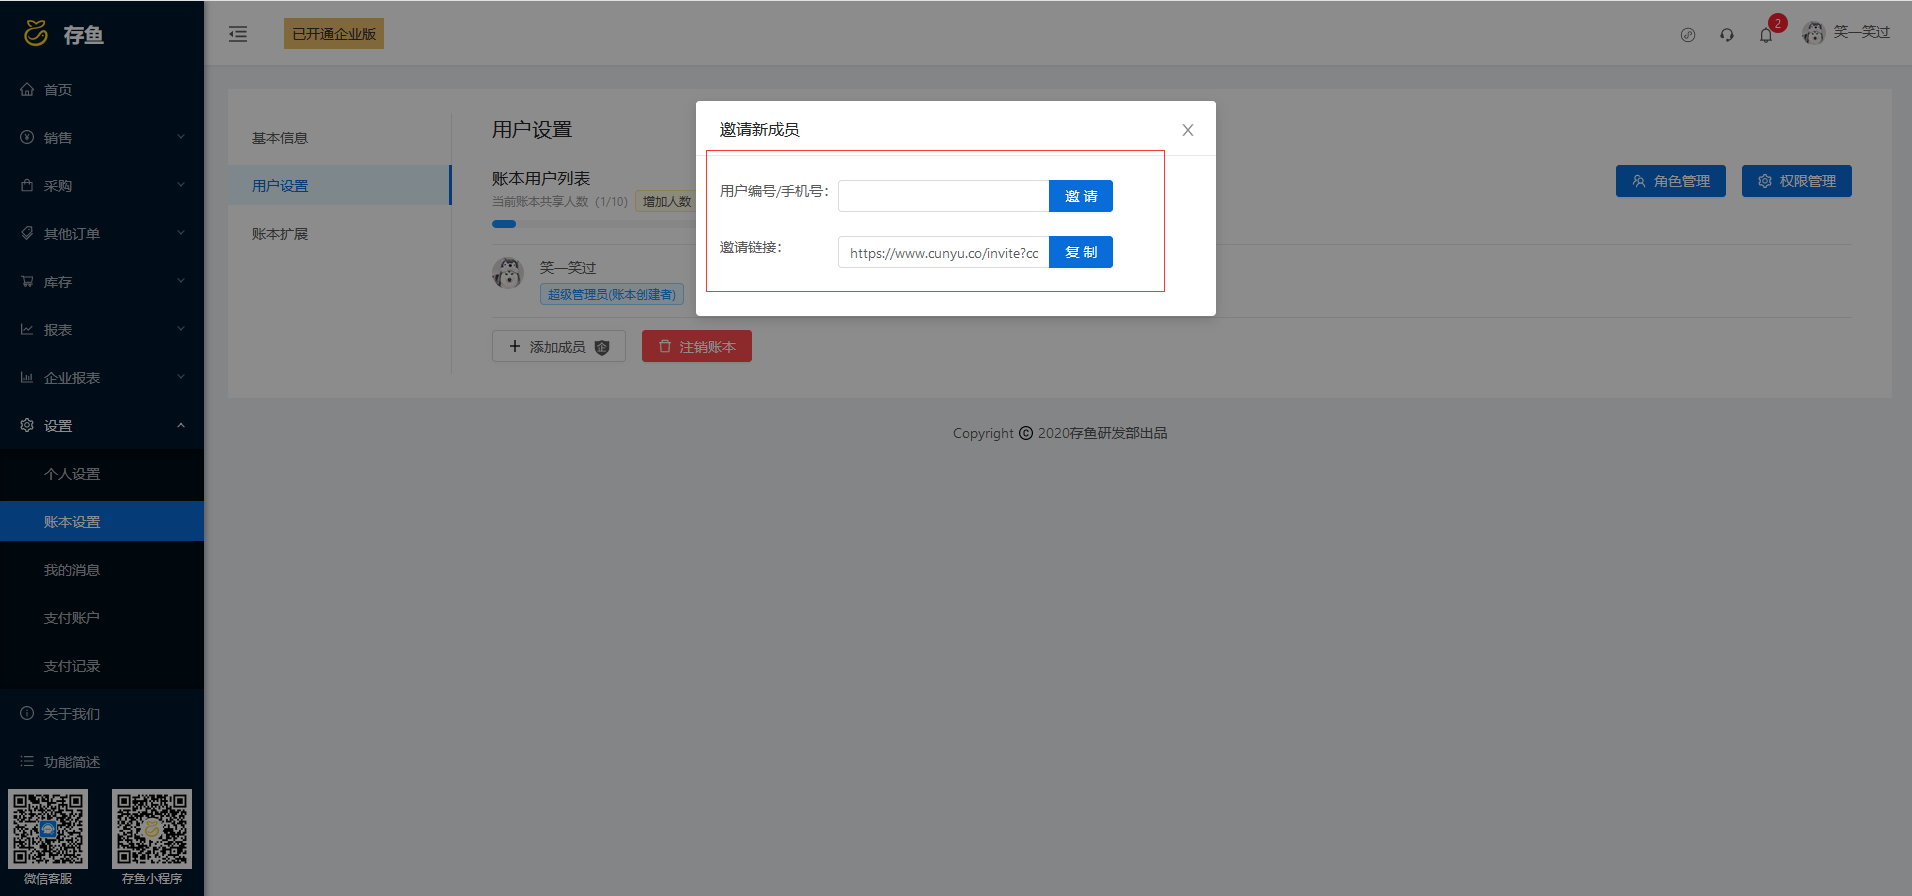 存鱼
已开通企业版
2
笑一笑过
首页
销售
采购
其他订单
库存
报表
企业报表
设置
个人设置
账本设置
我的消息
支付账户
支付记录
关于我们
功能简述
微信客服
存鱼小程序
基本信息
用户设置
账本扩展
用户设置
账本用户列表
当前账本共享人数（1/10）
增加人数
角色管理
权限管理
笑一笑过
超级管理员(账本创建者)
添加成员
企
注销账本
邀请新成员
用户编号/手机号：
邀 请
邀请链接：
https://www.cunyu.co/invite?cc
复 制
Copyright © 2020存鱼研发部出品